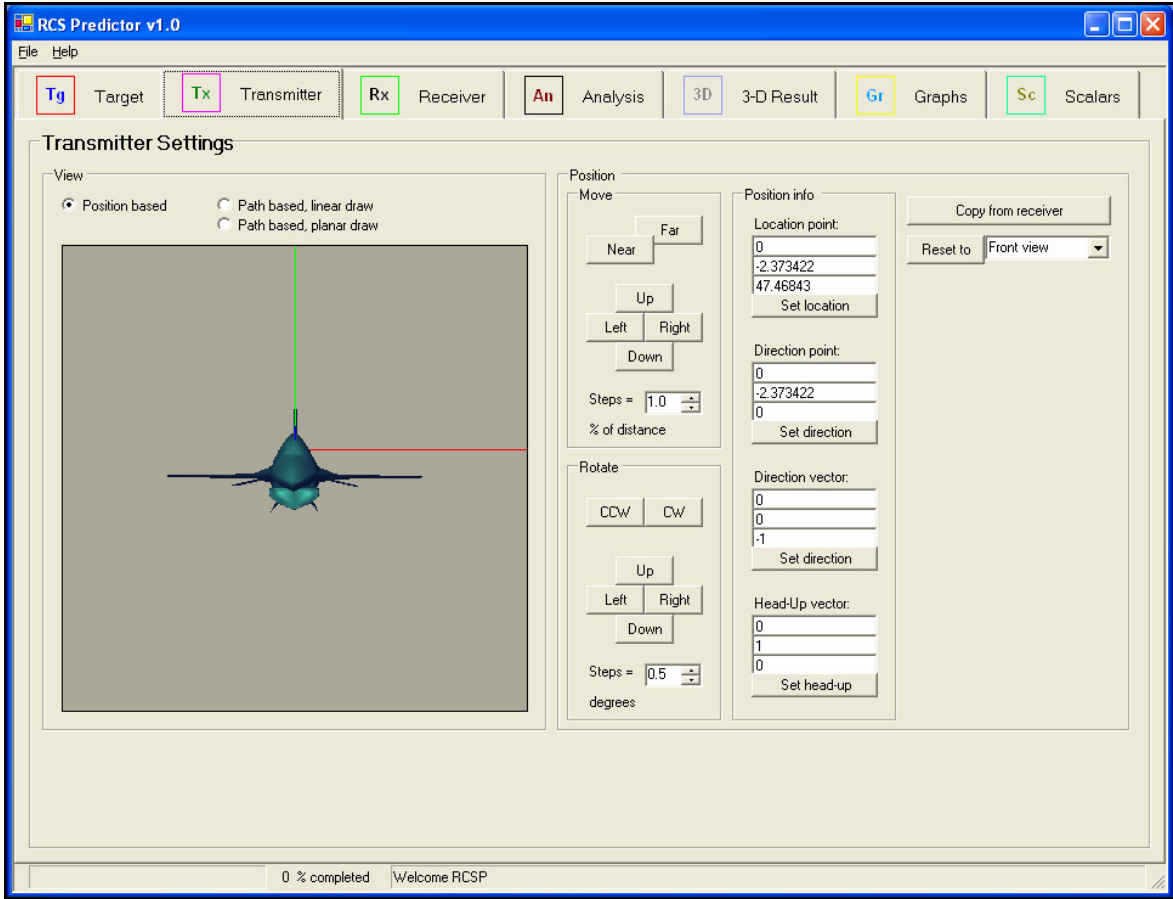 RCS Predictor v1.0
File Help
Tg Target Tx Transmitter Rx Receiver An Analysis 3D 3-D Result Gr Graphs Sc Scalars
Transmitter Settings
View
Position based
Path based, linear draw
Path based, planar draw
Position
Move
Far
Near
Up
Left Right
Down
Steps = 1.0
% of distance
Rotate
CCW CW
Up
Left Right
Down
Steps = 0.5
degrees
Position info
Location point:
0
-2.373422
47.46843
Set location
Direction point:
0
-2.373422
0
Set direction
Direction vector:
0
0
-1
Set direction
Head-Up vector:
0
1
0
Set head-up
Copy from receiver
Reset to Front view
0 % completed Welcome RCSP